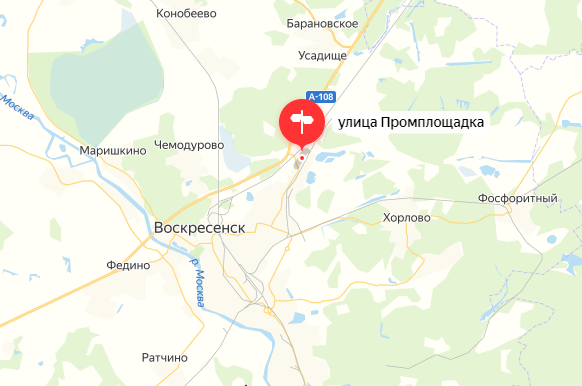 Конобеево
Барановское
Усадище
А-108
Москва
улица Промплощадка
Маришкино
Чемодурово
Фосфоритный
Хорлово
Воскресенск
Федино
р. Москва
Ратчино